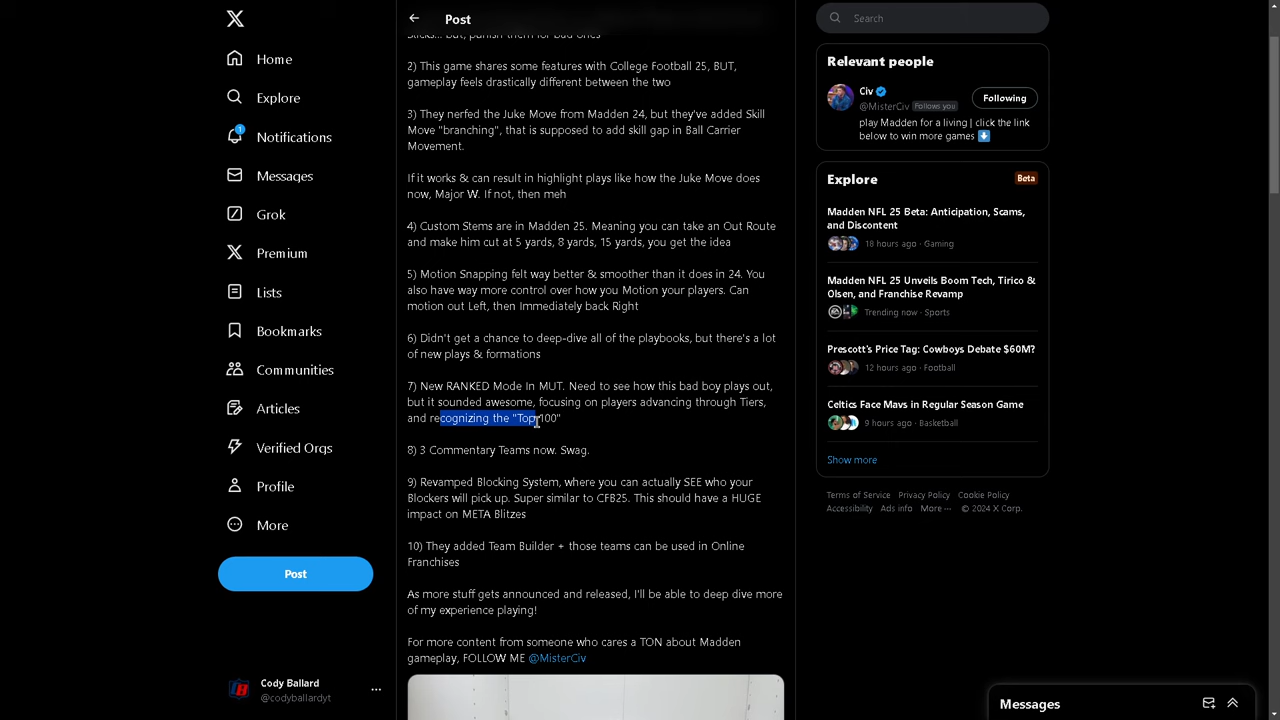 Home
Explore
1
Notifications
Messages
Grok
Premium
Lists
Bookmarks
Communities
Articles
Verified Orgs
Profile
More
Post
Cody Ballard
@codyballardyt
Post
Sticks... but, punish them for bad ones
2) This game shares some features with College Football 25, BUT,
gameplay feels drastically different between the two
3) They nerfed the Juke Move from Madden 24, but they've added Skill
Move "branching", that is supposed to add skill gap in Ball Carrier
Movement.
If it works & can result in highlight plays like how the Juke Move does
now, Major W. If not, then meh
4) Custom Stems are in Madden 25. Meaning you can take an Out Route
and make him cut at 5 yards, 8 yards, 15 yards, you get the idea
5) Motion Snapping felt way better & smoother than it does in 24. You
also have way more control over how you Motion your players. Can
motion out Left, then Immediately back Right
6) Didn't get a chance to deep-dive all of the playbooks, but there's a lot
of new plays & formations
7) New RANKED Mode In MUT. Need to see how this bad boy plays out,
but it sounded awesome, focusing on players advancing through Tiers,
and recognizing the "Top 100"
8) 3 Commentary Teams now. Swag.
9) Revamped Blocking System, where you can actually SEE who your
Blockers will pick up. Super similar to CFB25. This should have a HUGE
impact on META Blitzes
10) They added Team Builder + those teams can be used in Online
Franchises
As more stuff gets announced and released, I'll be able to deep dive more
of my experience playing!
For more content from someone who cares a TON about Madden
gameplay, FOLLOW ME @MisterCiv
Search
Relevant people
Civ
@MisterCiv Follows you
Following
play Madden for a living | click the link
below to win more games
Explore
Beta
Madden NFL 25 Beta: Anticipation, Scams,
and Discontent
18 hours ago · Gaming
Madden NFL 25 Unveils Boom Tech, Tirico &
Olsen, and Franchise Revamp
Trending now · Sports
Prescott's Price Tag: Cowboys Debate $60M?
12 hours ago · Football
Celtics Face Mavs in Regular Season Game
9 hours ago · Basketball
Show more
Terms of Service Privacy Policy Cookie Policy
Accessibility Ads info More ··· © 2024 X Corp.
Messages